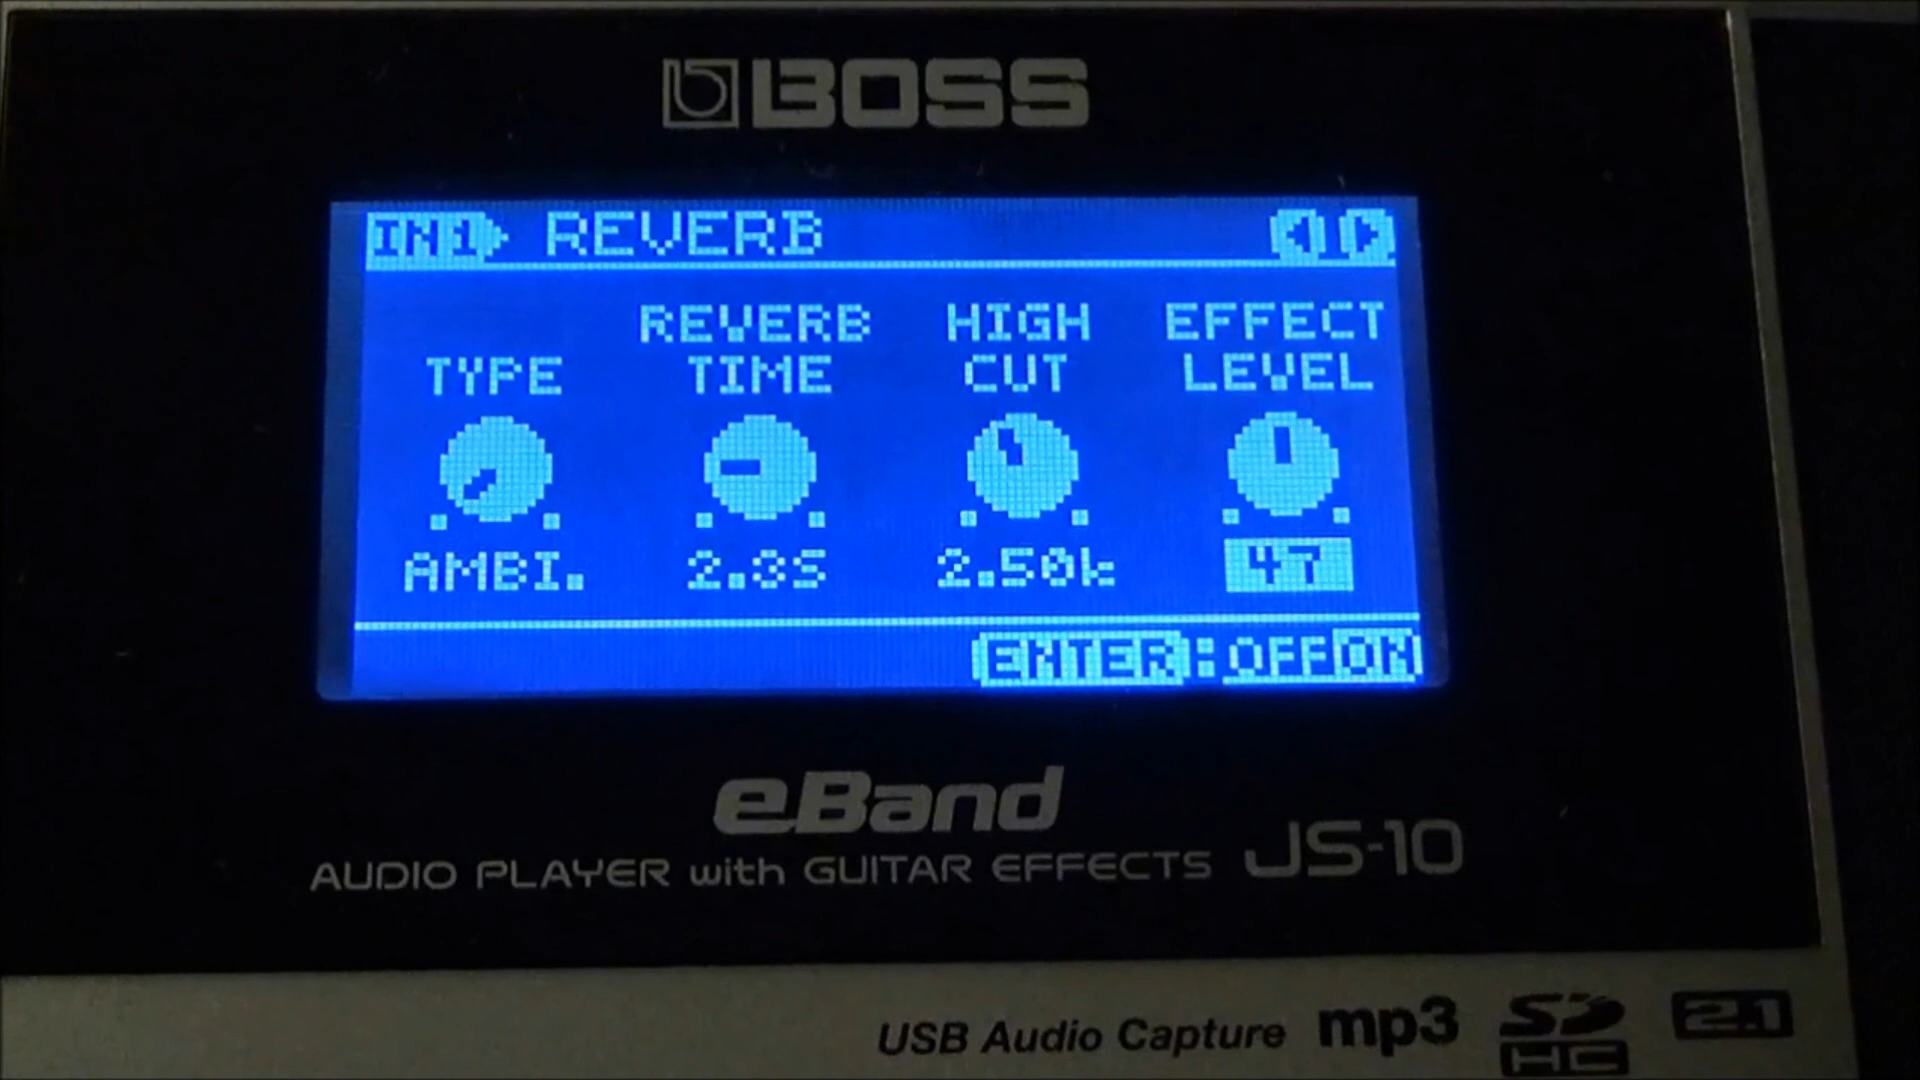 BOSS
IN1 REVERB
TYPE REVERB TIME HIGH CUT EFFECT LEVEL
AMBI. 2.3S 2.50k 47
ENTER:OFF ON
eBand
AUDIO PLAYER with GUITAR EFFECTS JS-10
USB Audio Capture mp3 SD HC 2.1